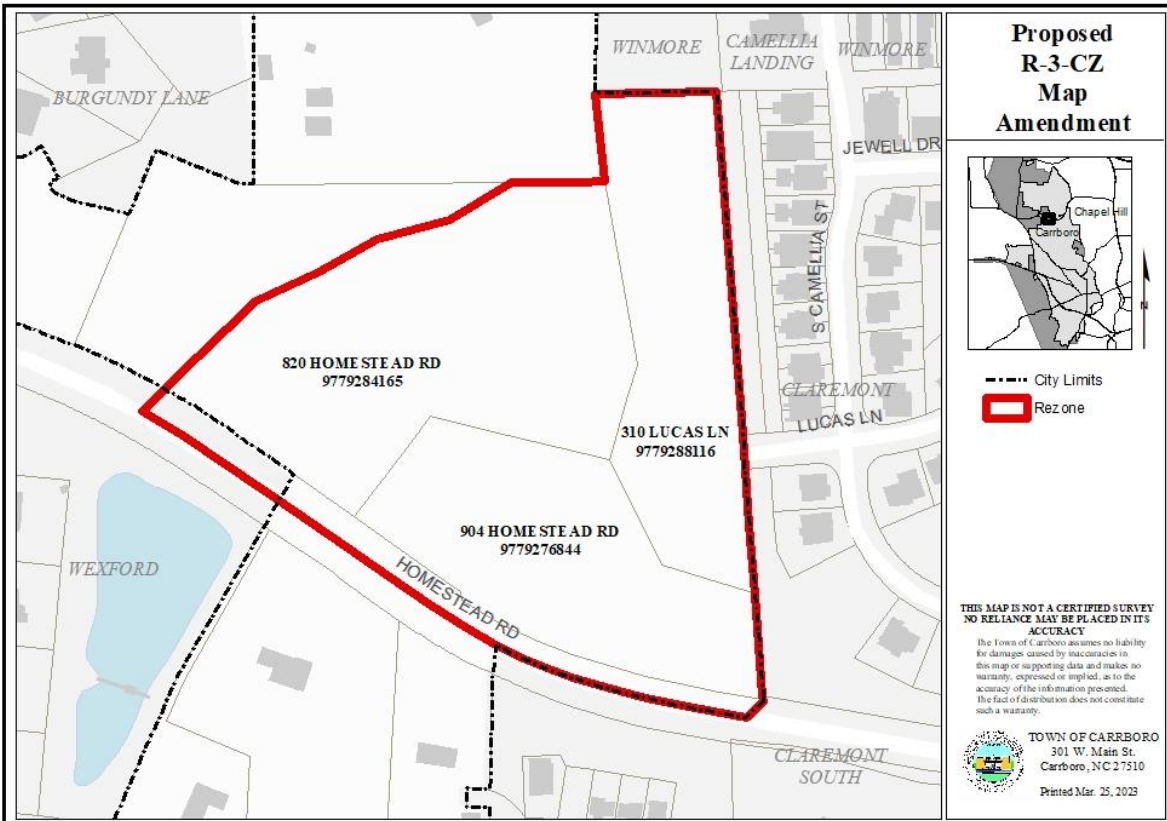 WINMORE
CAMELLIA
LANDING
WINMORE
BURGUNDY LANE
JEWELL DR
S CAMELLIA ST
820 HOMESTEAD RD
9779284165
CLAREMONT
LUCAS LN
310 LUCAS LN
9779288116
904 HOMESTEAD RD
9779276844
HOMESTEAD RD
WEXFORD
CLAREMONT
SOUTH
Proposed
R-3-CZ
Map
Amendment
Chapel Hill
Carrboro
City Limits
Rezone
THIS MAP IS NOT A CERTIFIED SURVEY
NO RELIANCE MAY BE PLACED IN ITS
ACCURACY
The Town of Carrboro assumes no liability
for damages caused by inaccuracies in
this map or supporting data and makes no
warranty, expressed or implied, as to the
accuracy of the information presented.
The fact of distribution does not constitute
such a warranty.
TOWN OF CARRBORO
301 W. Main St.
Carrboro, NC 27510
Printed Mar. 25, 2023